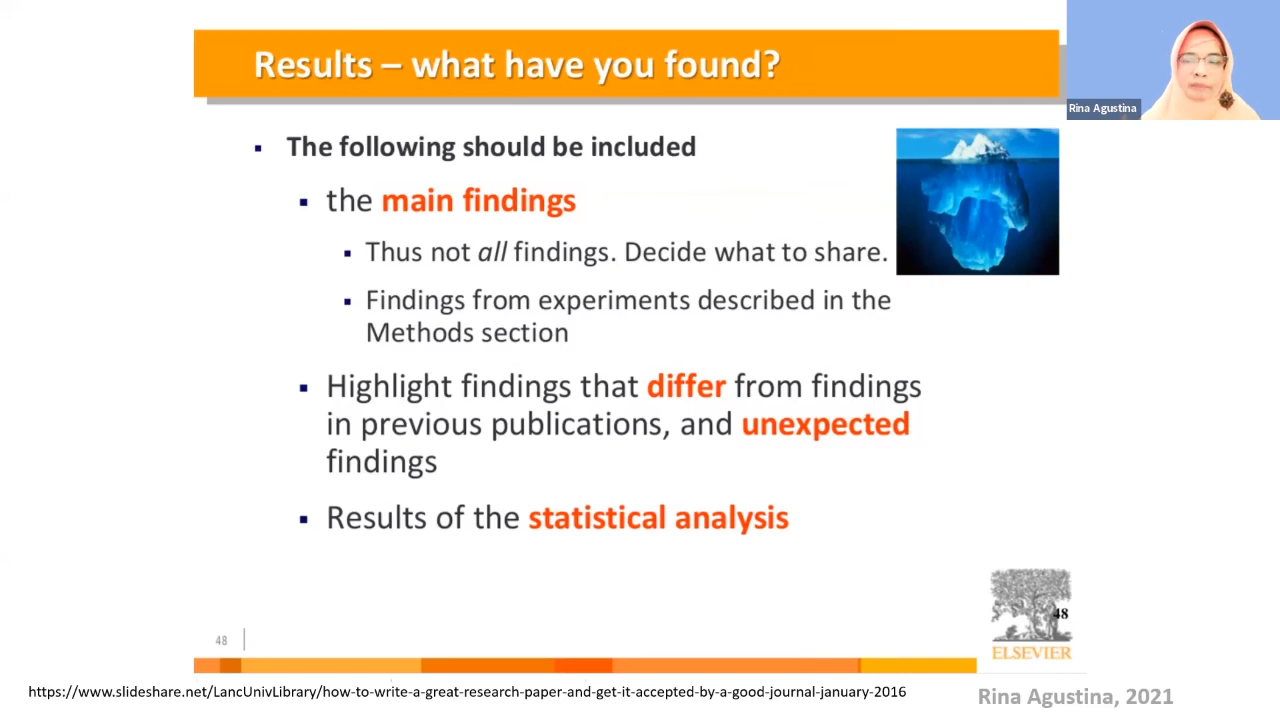 Results – what have you found?
Rina Agustina
▪ The following should be included
▪ the main findings
▪ Thus not all findings. Decide what to share.
▪ Findings from experiments described in the
Methods section
▪ Highlight findings that differ from findings
in previous publications, and unexpected
findings
▪ Results of the statistical analysis
48
48
ELSEVIER
https://www.slideshare.net/LancUnivLibrary/how-to-write-a-great-research-paper-and-get-it-accepted-by-a-good-journal-january-2016
Rina Agustina, 2021